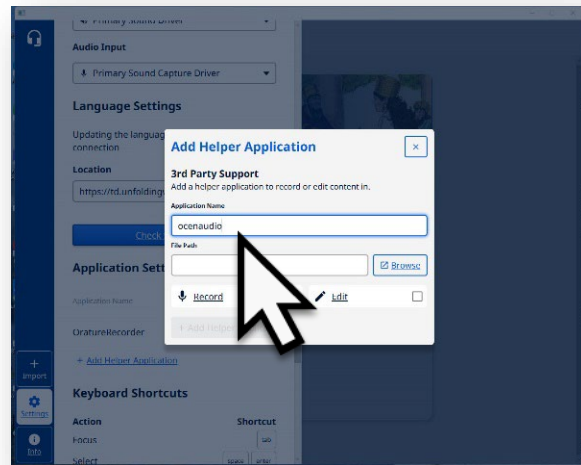 Primary Sound Driver
Audio Input
Primary Sound Capture Driver
Language Settings
Updating the languag
connection
Location
https://td.unfolding
Check
Application Sett
Application Name
OratureRecorder
+ Add Helper Application
Keyboard Shortcuts
Action Shortcut
Focus tab
Select space enter
+
Import
Settings
Info
Add Helper Application
×
3rd Party Support
Add a helper application to record or edit content in.
Application Name
ocenaudio
File Path
Browse
Record
Edit
+ Add Helper